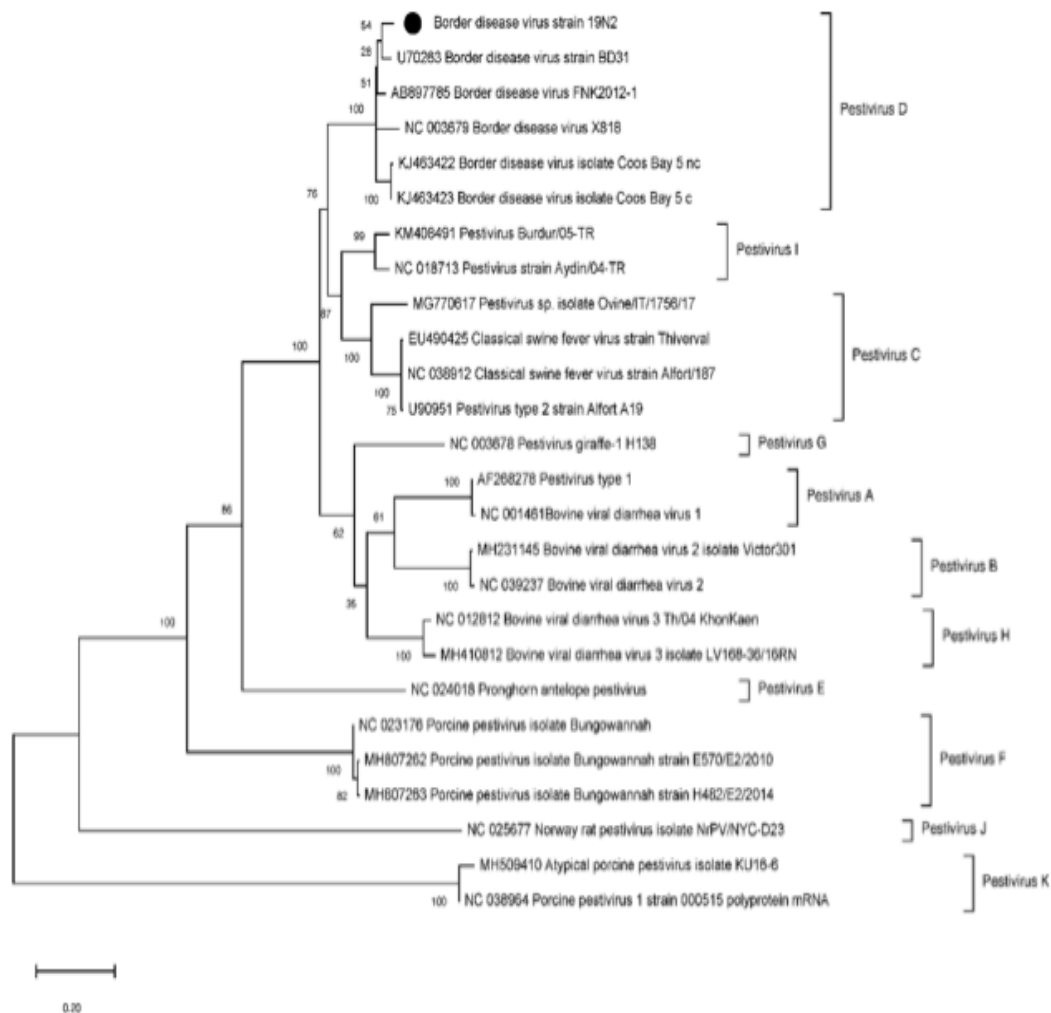 54
Border disease virus strain 19N2
28
U70263 Border disease virus strain BD31
51
AB897785 Border disease virus FNK2012-1
100
NC 003679 Border disease virus X818
Pestivirus D
KJ463422 Border disease virus isolate Coos Bay 5 nc
100
KJ463423 Border disease virus isolate Coos Bay 5 c
76
99
KM408491 Pestivirus Burdur/05-TR
Pestivirus I
NC 018713 Pestivirus strain Aydin/04-TR
87
MG770617 Pestivirus sp. isolate Ovine/IT/1756/17
100
EU490425 Classical swine fever virus strain Thiverval
Pestivirus C
100
NC 038912 Classical swine fever virus strain Alfort/187
100
75
U90951 Pestivirus type 2 strain Alfort A19
NC 003678 Pestivirus giraffe-1 H138
Pestivirus G
100
AF268278 Pestivirus type 1
Pestivirus A
86
61
NC 001461Bovine viral diarrhea virus 1
62
MH231145 Bovine viral diarrhea virus 2 isolate Victor301
Pestivirus B
100
NC 039237 Bovine viral diarrhea virus 2
36
NC 012812 Bovine viral diarrhea virus 3 Th/04 KhonKaen
Pestivirus H
100
100
MH410812 Bovine viral diarrhea virus 3 isolate LV168-36/16RN
NC 024018 Pronghorn antelope pestivirus
Pestivirus E
NC 023176 Porcine pestivirus isolate Bungowannah
100
MH807262 Porcine pestivirus isolate Bungowannah strain E570/E2/2010
Pestivirus F
82
MH807263 Porcine pestivirus isolate Bungowannah strain H482/E2/2014
NC 025677 Norway rat pestivirus isolate NrPV/NYC-D23
Pestivirus J
MH509410 Atypical porcine pestivirus isolate KU16-6
Pestivirus K
100
NC 038964 Porcine pestivirus 1 strain 000515 polyprotein mRNA
0.20